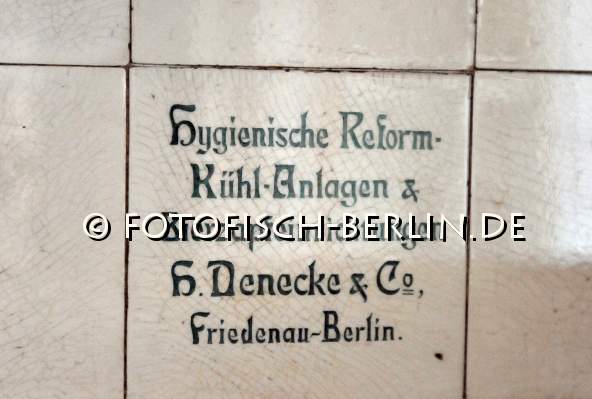 Hygienische Reform-
Kühl-Anlagen &
© FOTOFISCH-BERLIN.DE
H. Denecke & Co,
Friedenau-Berlin.